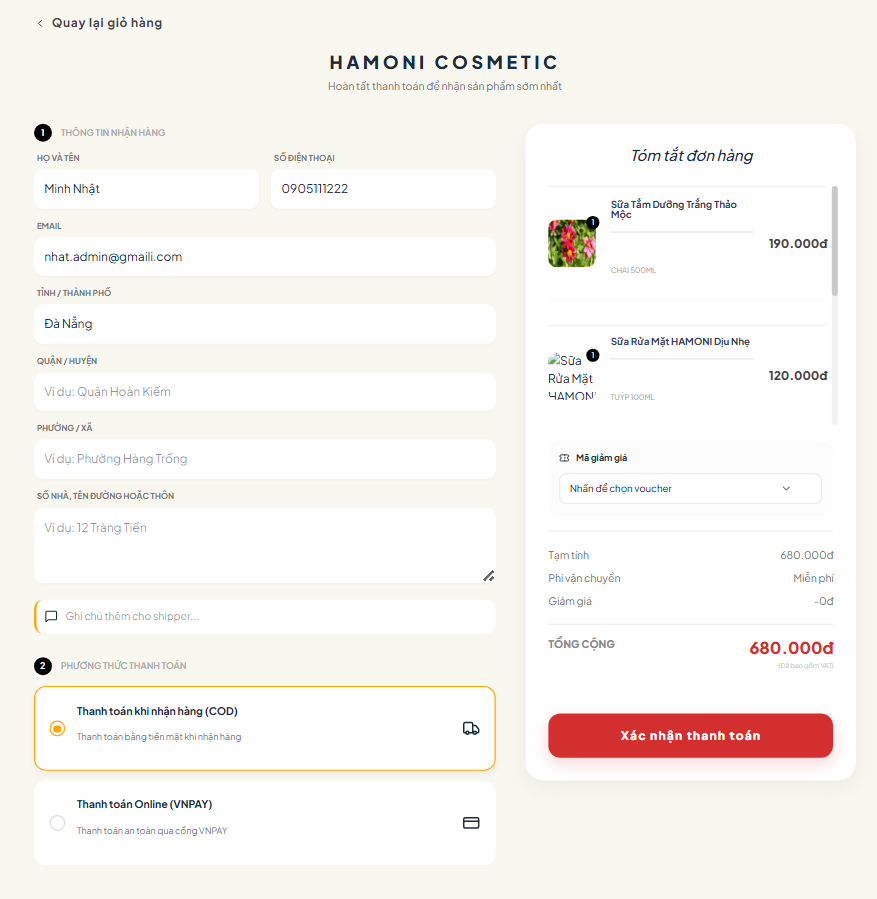 Quay lại giỏ hàng
HAMONI COSMETIC
Hoàn tất thanh toán để nhận sản phẩm sớm nhất
1 THÔNG TIN NHẬN HÀNG
HỌ VÀ TÊN
Minh Nhật
SỐ ĐIỆN THOẠI
0905111222
EMAIL
nhat.admin@gmaili.com
TỈNH / THÀNH PHỐ
Đà Nẵng
QUẬN / HUYỆN
Ví dụ: Quận Hoàn Kiếm
PHƯỜNG / XÃ
Ví dụ: Phường Hàng Trống
SỐ NHÀ, TÊN ĐƯỜNG HOẶC THÔN
Ví dụ: 12 Tràng Tiền
Ghi chú thêm cho shipper...
2 PHƯƠNG THỨC THANH TOÁN
Thanh toán khi nhận hàng (COD)
Thanh toán bằng tiền mặt khi nhận hàng
Thanh toán Online (VNPAY)
Thanh toán an toàn qua cổng VNPAY
Tóm tắt đơn hàng
1
Sữa Tắm Dưỡng Trắng Thảo
Mộc
190.000đ
CHAI 500ML
Sữa
Rửa Mặt
HAMONI
1
Sữa Rửa Mặt HAMONI Dịu Nhẹ
120.000đ
TUÝP 100ML
Mã giảm giá
Nhấn để chọn voucher
Tạm tính 680.000đ
Phí vận chuyển Miễn phí
Giảm giá -0đ
TỔNG CỘNG 680.000đ
(Đã bao gồm VAT)
Xác nhận thanh toán